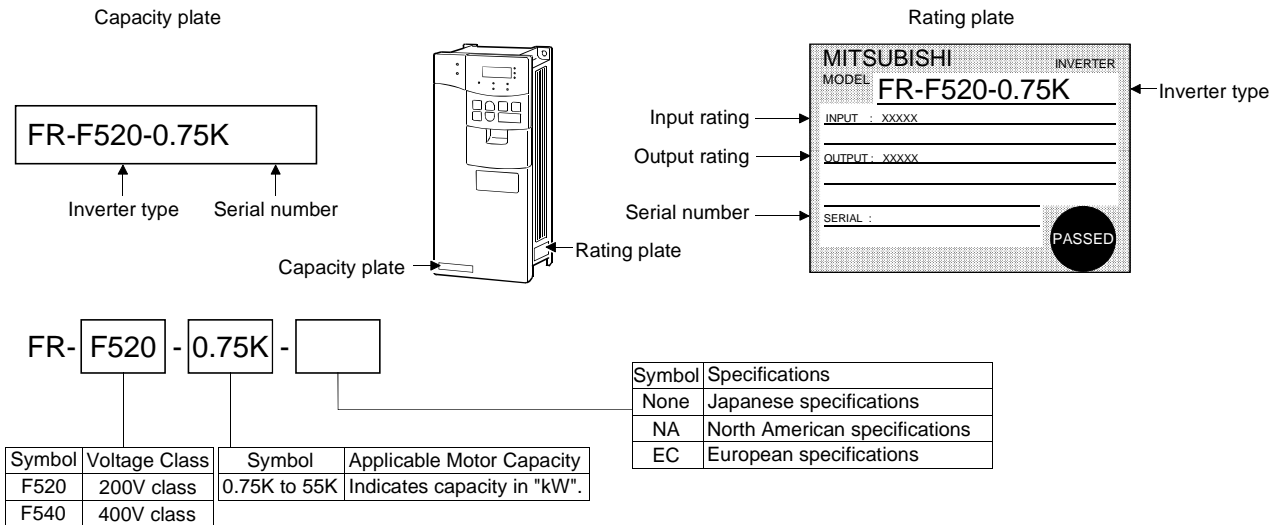 Capacity plate
FR-F520-0.75K
Inverter type
Serial number
Capacity plate
Rating plate
Rating plate
MITSUBISHI
INVERTER
MODEL
FR-F520-0.75K
Inverter type
Input rating
INPUT : XXXXX
Output rating
OUTPUT : XXXXX
Serial number
SERIAL :
PASSED
FR- F520 - 0.75K -
Symbol Voltage Class
F520 200V class
F540 400V class
Symbol Applicable Motor Capacity
0.75K to 55K Indicates capacity in "kW".
Symbol Specifications
None Japanese specifications
NA North American specifications
EC European specifications